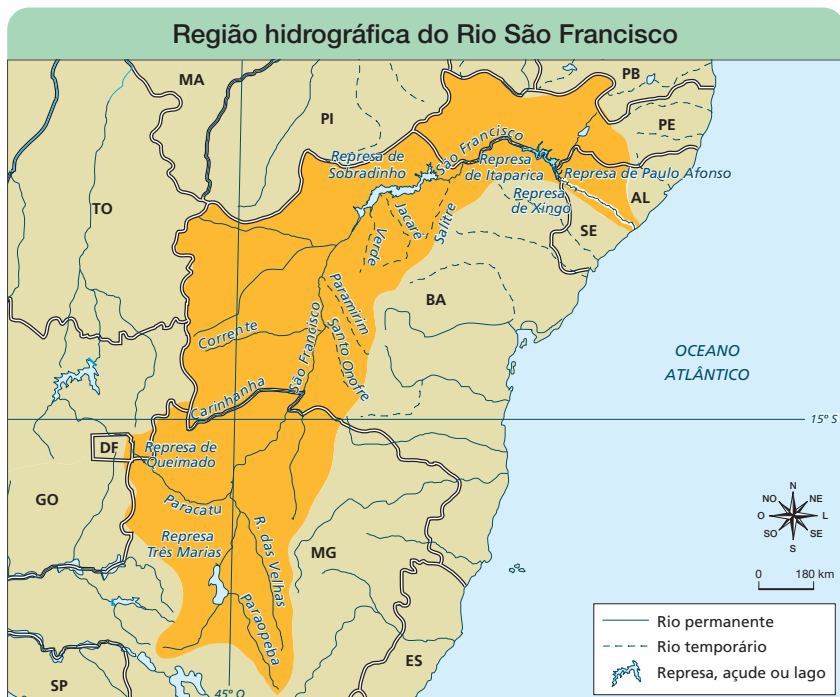 Região hidrográfica do Rio São Francisco
MA
PB
PI
PE
São Francisco
Represa de
Sobradinho
Represa
de Itaparica
Represa de Paulo Afonso
Represa
de Xingó
AL
SE
TO
Jacaré
Salitre
Verde
BA
Paramirim
Santo Onofre
São Francisco
Corrente
Carinhanha
OCEANO
ATLÂNTICO
15º S
DF
Represa de
Queimado
GO
Paracatu
Represa
Três Marias
R. das Velhas
MG
Paraopeba
ES
SP
45º O
N
NO
NE
O
L
SO
SE
S
0
180 km
Rio permanente
Rio temporário
Represa, açude ou lago